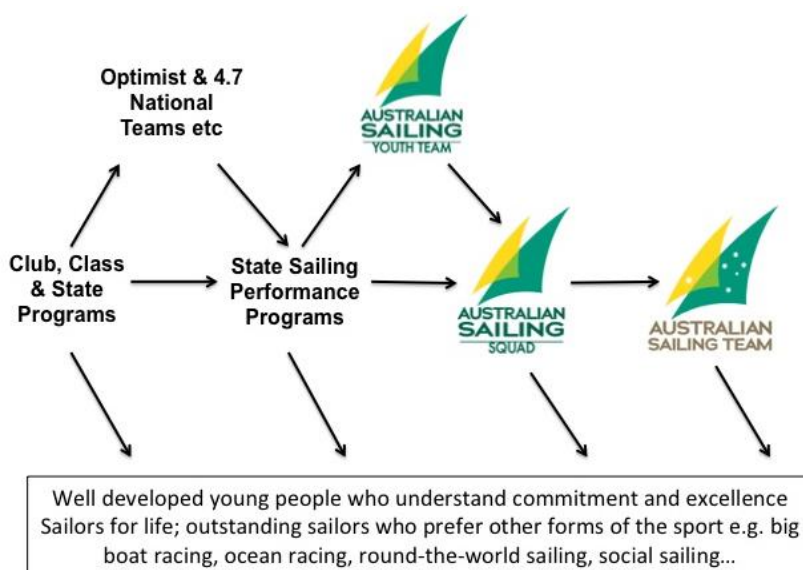 Optimist & 4.7
National
Teams etc
AUSTRALIAN
SAILING
YOUTH TEAM
Club, Class
& State
Programs
State Sailing
Performance
Programs
AUSTRALIAN
SAILING
SQUAD
AUSTRALIAN
SAILING TEAM
Well developed young people who understand commitment and excellence
Sailors for life; outstanding sailors who prefer other forms of the sport e.g. big
boat racing, ocean racing, round-the-world sailing, social sailing…